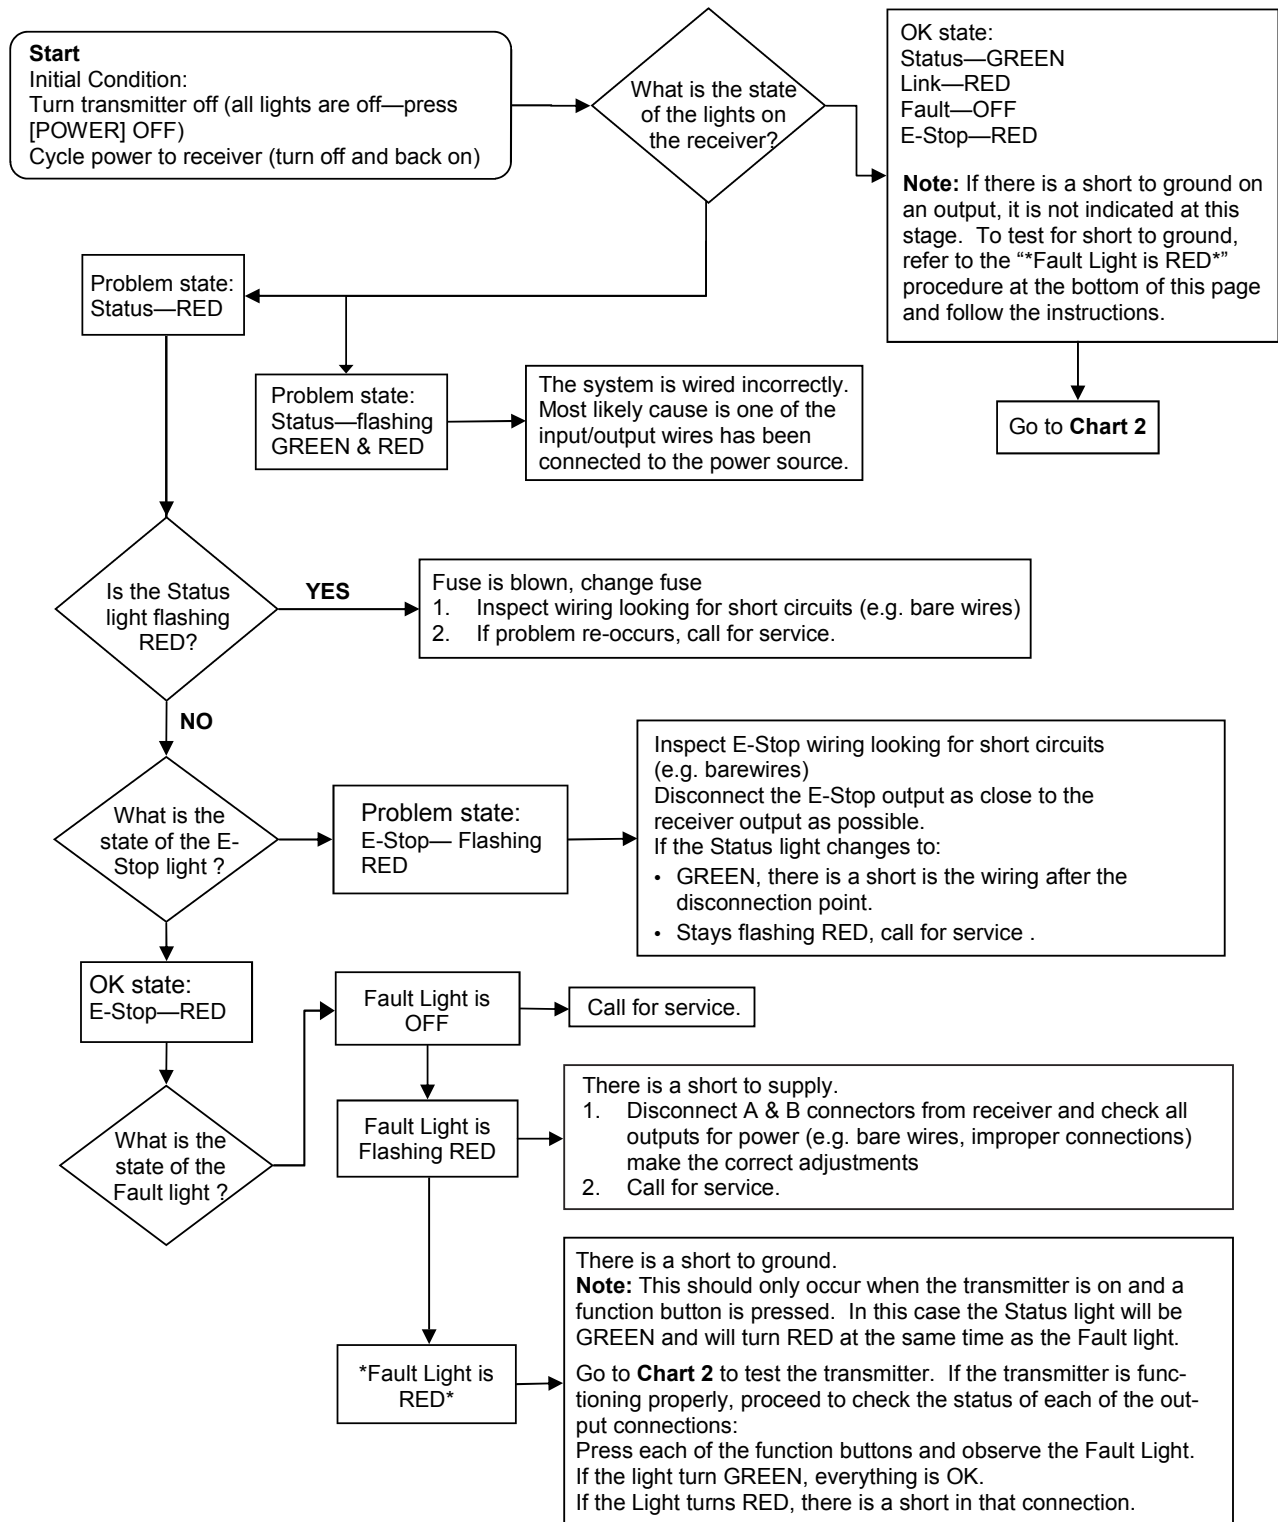 Start
Initial Condition:
Turn transmitter off (all lights are off—press
[POWER] OFF)
Cycle power to receiver (turn off and back on)
What is the state
of the lights on
the receiver?
OK state:
Status—GREEN
Link—RED
Fault—OFF
E-Stop—RED
Note: If there is a short to ground on
an output, it is not indicated at this
stage. To test for short to ground,
refer to the “*Fault Light is RED*”
procedure at the bottom of this page
and follow the instructions.
Go to Chart 2
Problem state:
Status—RED
Problem state:
Status—flashing
GREEN & RED
The system is wired incorrectly.
Most likely cause is one of the
input/output wires has been
connected to the power source.
Is the Status
light flashing
RED?
YES
Fuse is blown, change fuse
1. Inspect wiring looking for short circuits (e.g. bare wires)
2. If problem re-occurs, call for service.
NO
What is the
state of the E-
Stop light ?
Problem state:
E-Stop— Flashing
RED
Inspect E-Stop wiring looking for short circuits
(e.g. barewires)
Disconnect the E-Stop output as close to the
receiver output as possible.
If the Status light changes to:
• GREEN, there is a short is the wiring after the
disconnection point.
• Stays flashing RED, call for service .
OK state:
E-Stop—RED
What is the
state of the
Fault light ?
Fault Light is
OFF
Call for service.
Fault Light is
Flashing RED
There is a short to supply.
1. Disconnect A & B connectors from receiver and check all
outputs for power (e.g. bare wires, improper connections)
make the correct adjustments
2. Call for service.
*Fault Light is
RED*
There is a short to ground.
Note: This should only occur when the transmitter is on and a
function button is pressed. In this case the Status light will be
GREEN and will turn RED at the same time as the Fault light.
Go to Chart 2 to test the transmitter. If the transmitter is func-
tioning properly, proceed to check the status of each of the out-
put connections:
Press each of the function buttons and observe the Fault Light.
If the light turn GREEN, everything is OK.
If the Light turns RED, there is a short in that connection.